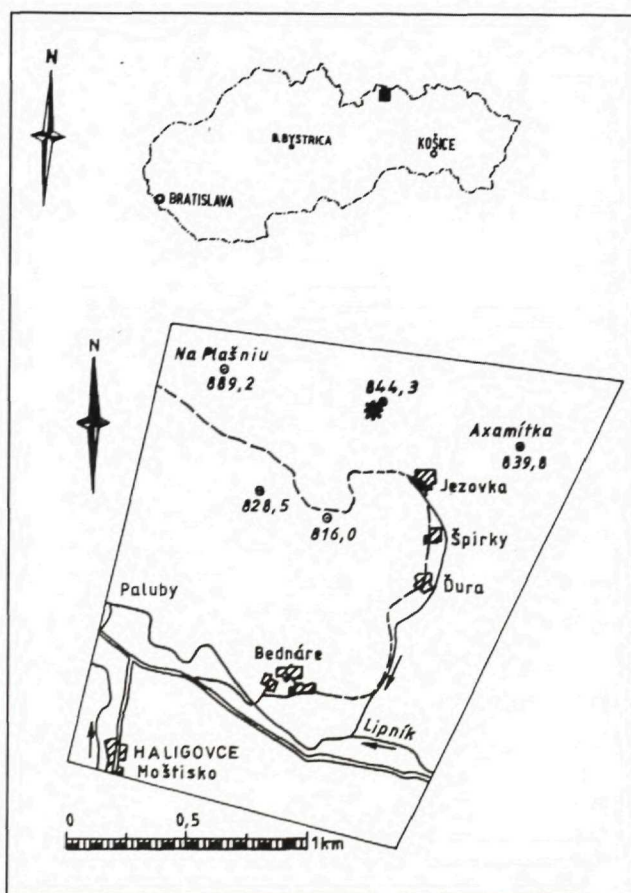 N
B.BYSTRICA
KOŠICE
BRATISLAVA
N
Na Plašniu
889,2
844,3
Axamítka
839,8
828,5
816,0
Jezovka
Špirky
Ďura
Paluby
Bednáre
Lipník
HALIGOVCE
Moštisko
0 0,5 1km